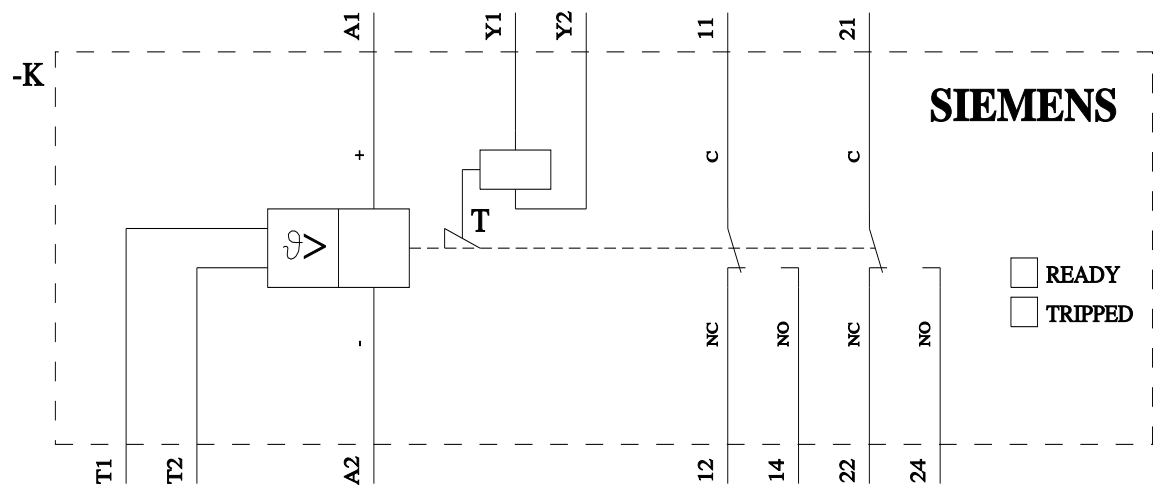 A1
Y1
Y2
11
21
-K
SIEMENS
+
C
C
T
ϑ>
READY
TRIPPED
-
NC
NO
NC
NO
T1
T2
A2
12
14
22
24